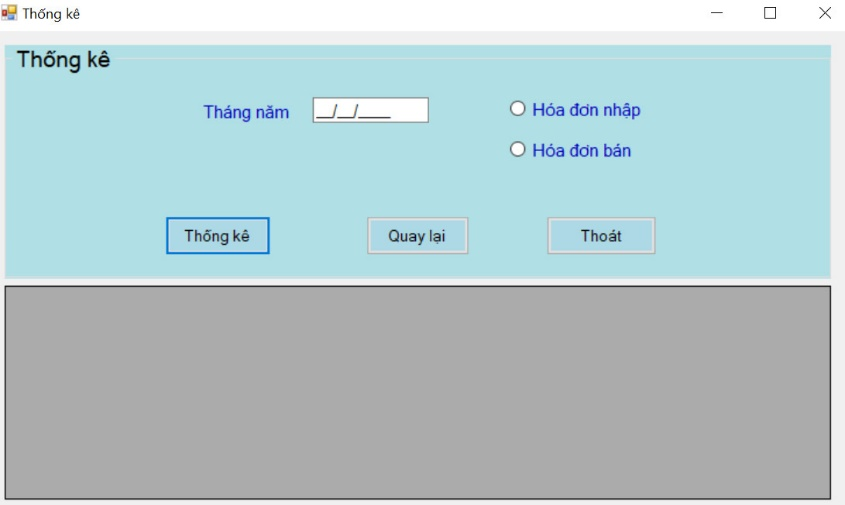 Thống kê
Thống kê
Tháng năm __/__/____ Hóa đơn nhập
Hóa đơn bán
Thống kê Quay lại Thoát